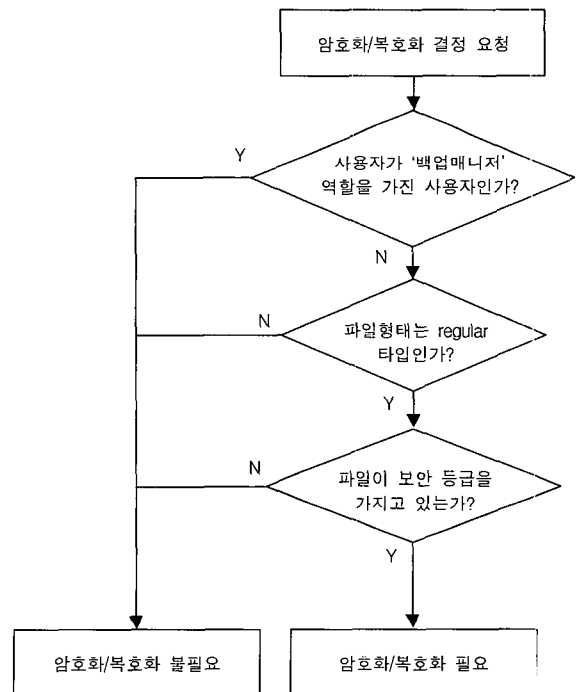 암호화/복호화 결정 요청
Y
사용자가 '백업매니저'
역할을 가진 사용자인가?
N
N
파일형태는 regular
타입인가?
Y
N
파일이 보안 등급을
가지고 있는가?
Y
암호화/복호화 불필요
암호화/복호화 필요